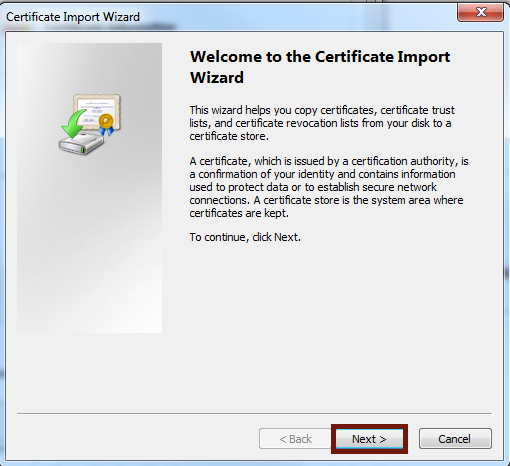 Certificate Import Wizard
Welcome to the Certificate Import
Wizard
This wizard helps you copy certificates, certificate trust
lists, and certificate revocation lists from your disk to a
certificate store.
A certificate, which is issued by a certification authority, is
a confirmation of your identity and contains information
used to protect data or to establish secure network
connections. A certificate store is the system area where
certificates are kept.
To continue, click Next.
< Back
Next >
Cancel